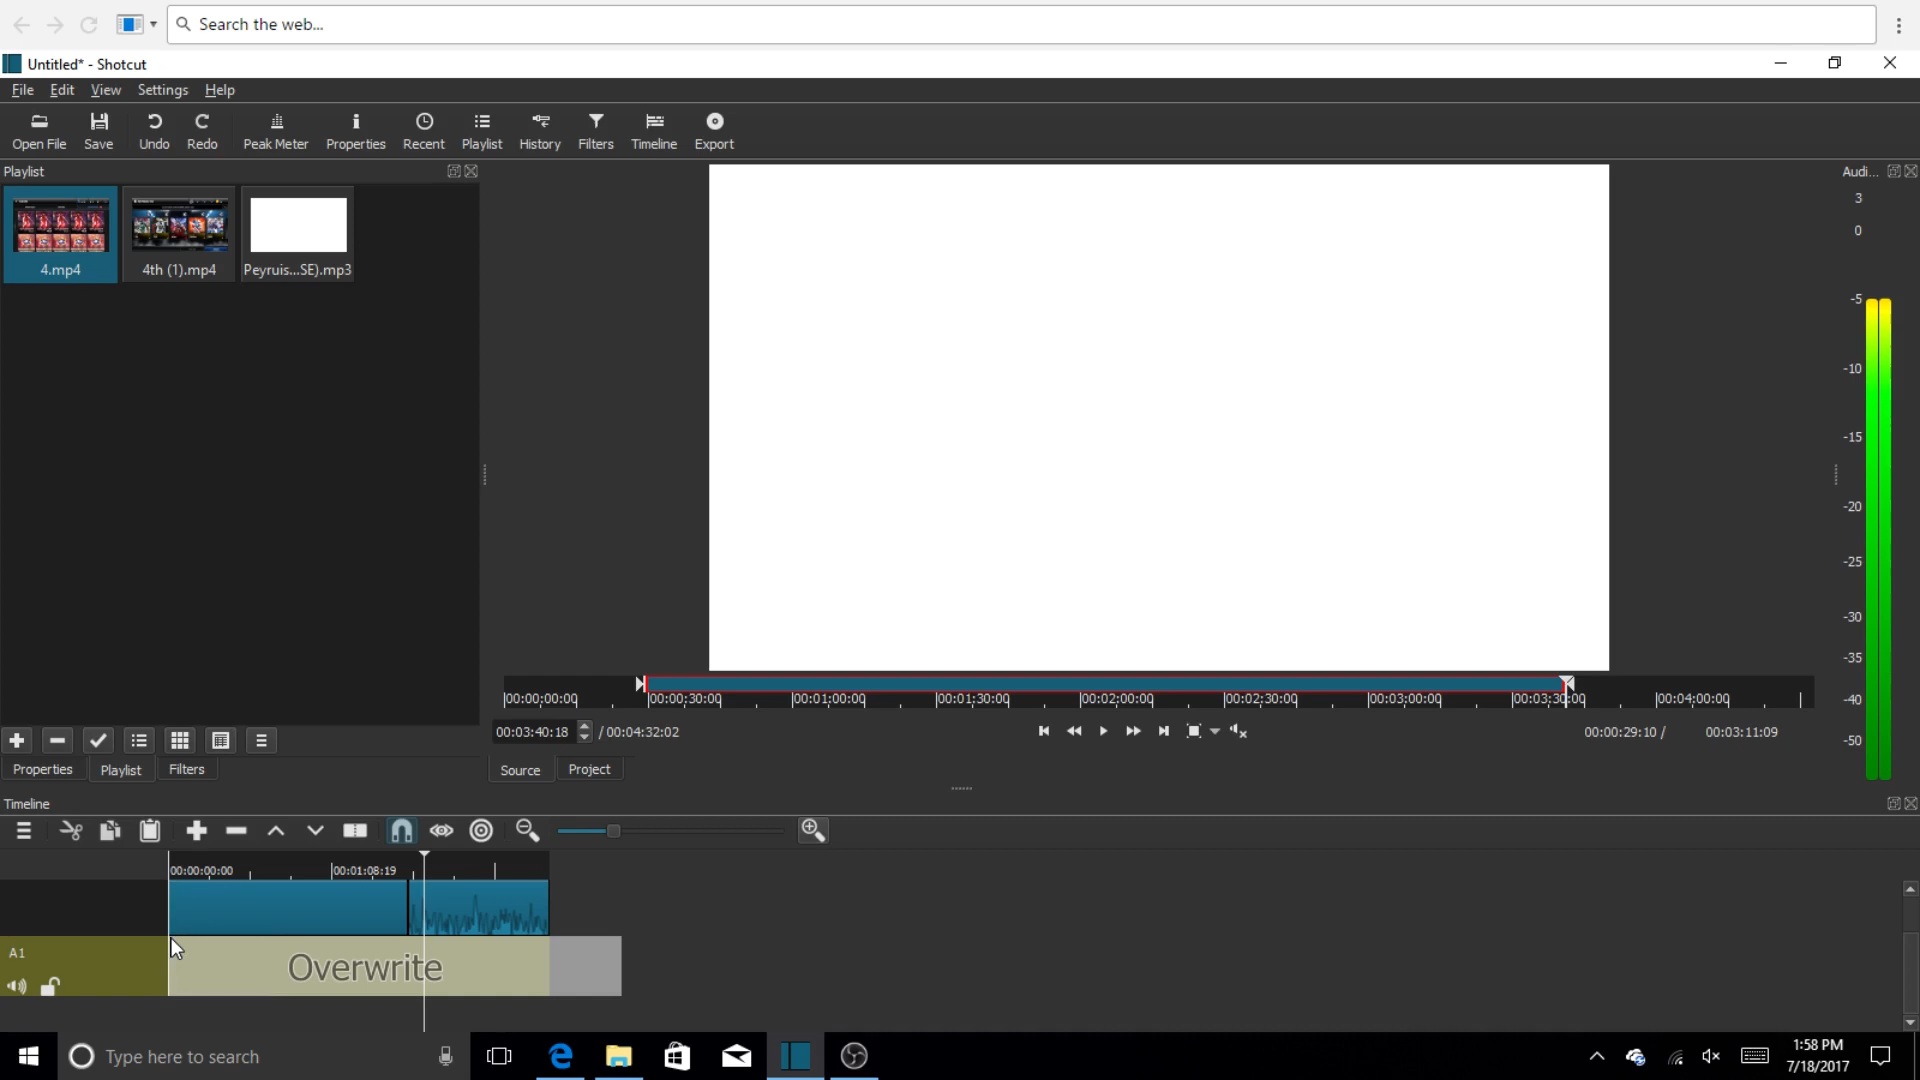 Search the web...
Untitled* - Shotcut
File Edit View Settings Help
Open File Save Undo Redo Peak Meter Properties Recent Playlist History Filters Timeline Export
Playlist
Audi...
4.mp4 4th (1).mp4 Peyruis...SE).mp3
3
0
-5
-10
-15
-20
-25
-30
-35
-40
-50
00:00:00:00 00:00:30:00 00:01:00:00 00:01:30:00 00:02:00:00 00:02:30:00 00:03:00:00 00:03:30:00 00:04:00:00
00:03:40:18 / 00:04:32:02 00:00:29:10 / 00:03:11:09
Properties Playlist Filters Source Project
Timeline
00:00:00:00 00:01:08:19
A1
Overwrite
Type here to search
1:58 PM
7/18/2017